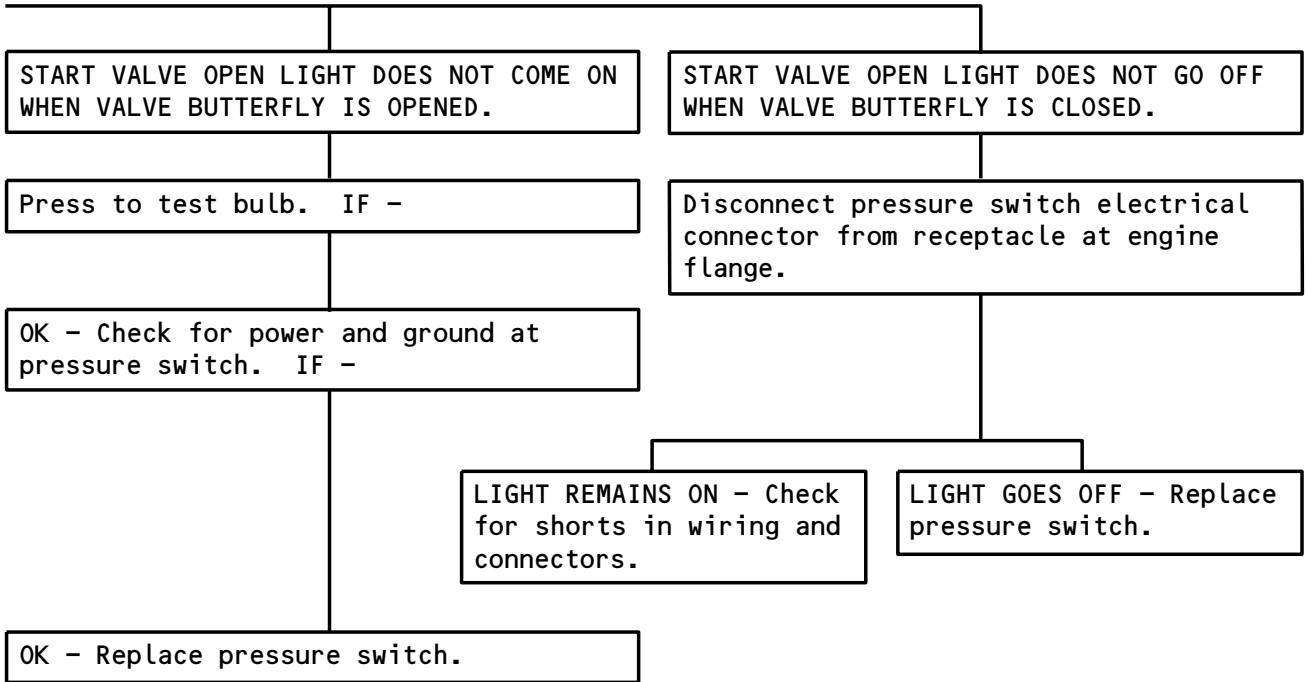 START VALVE OPEN LIGHT DOES NOT COME ON
WHEN VALVE BUTTERFLY IS OPENED.
Press to test bulb.  IF –
OK – Check for power and ground at
pressure switch.  IF –
START VALVE OPEN LIGHT DOES NOT GO OFF
WHEN VALVE BUTTERFLY IS CLOSED.
Disconnect pressure switch electrical
connector from receptacle at engine
flange.
LIGHT REMAINS ON – Check
for shorts in wiring and
connectors.
LIGHT GOES OFF – Replace
pressure switch.
OK – Replace pressure switch.